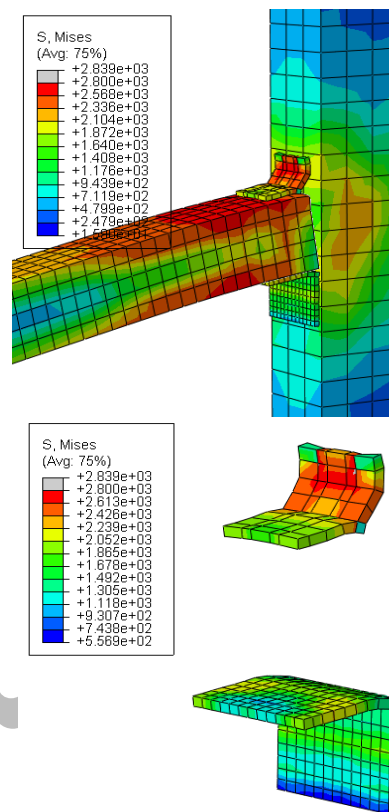 S, Mises
(Avg: 75%)
+2.839e+03
+2.800e+03
+2.568e+03
+2.336e+03
+2.104e+03
+1.872e+03
+1.640e+03
+1.408e+03
+1.176e+03
+9.439e+02
+7.119e+02
+4.799e+02
+2.479e+02
S, Mises
(Avg: 75%)
+2.839e+03
+2.800e+03
+2.613e+03
+2.426e+03
+2.239e+03
+2.052e+03
+1.865e+03
+1.678e+03
+1.492e+03
+1.305e+03
+1.118e+03
+9.307e+02
+7.438e+02
+5.569e+02